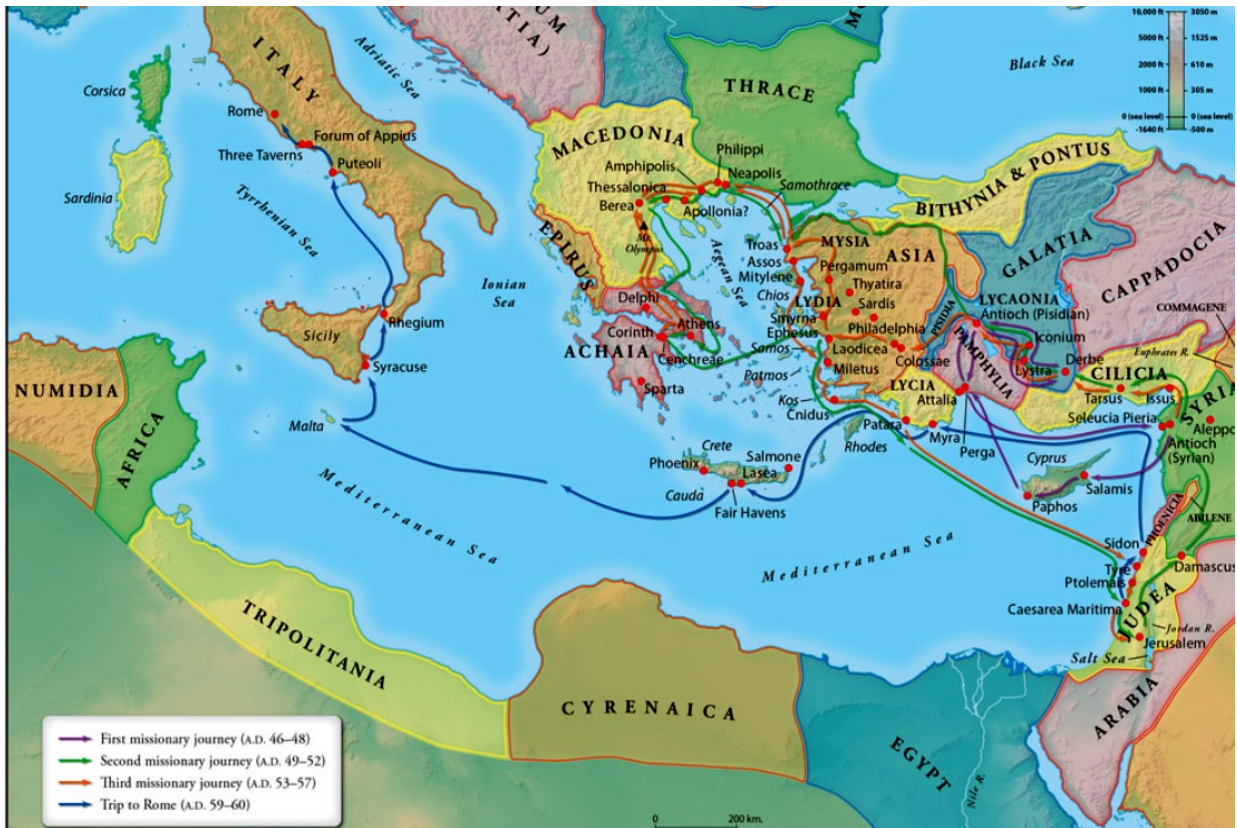 ITALY
Adriatic Sea
ATIA)
UM
THRACE
Black Sea
10,000 ft
3050 m
5000 ft
1525 m
2000 ft
610 m
1000 ft
305 m
0 (sea level)
0 (sea level)
-1640 ft
-500 m
Corsica
Rome
Forum of Appius
Three Taverns
Puteoli
Sardinia
Tyrrhenian Sea
MACEDONIA
Philippi
Amphipolis
Neapolis
Thessalonica
Samothrace
Berea
Apollonia?
Mt. Olympus
EPIRUS
Aegean Sea
BITHYNIA & PONTUS
GALATIA
CAPPADOCIA
COMMAGENE
Troas
MYSIA
ASIA
Assos
Mitylene
Pergamum
Thyatira
Chios
LYDIA
Sardis
Smyrna
Philadelphia
Ephesus
PISIDIA
LYCAONIA
Antioch (Pisidian)
Iconium
Euphrates R.
Ionian Sea
Delphi
Corinth
Athens
ACHAIA
Cenchreae
Samos
Laodicea
Colossae
PAMPHYLIA
Derbe
Lystra
CILICIA
Patmos
Miletus
Sparta
LYCIA
Attalia
Tarsus
Issus
SYRIA
Kos
Cnidus
Patara
Myra
Perga
Seleucia Pieria
Antioch (Syrian)
Aleppo
Rhodes
Sicily
Rhegium
Syracuse
NUMIDIA
AFRICA
Malta
Crete
Phoenix
Salmone
Lasea
Cauda
Fair Havens
Cyprus
Salamis
Paphos
PHOENICIA
ABILENE
Mediterranean Sea
Mediterranean Sea
Sidon
Tyre
Damascus
Ptolemais
Caesarea Maritima
JUDEA
Jordan R.
Jerusalem
Salt Sea
TRIPOLITANIA
CYRENAICA
EGYPT
Nile R.
ARABIA
First missionary journey (A.D. 46–48)
Second missionary journey (A.D. 49–52)
Third missionary journey (A.D. 53–57)
Trip to Rome (A.D. 59–60)
0
200 km.